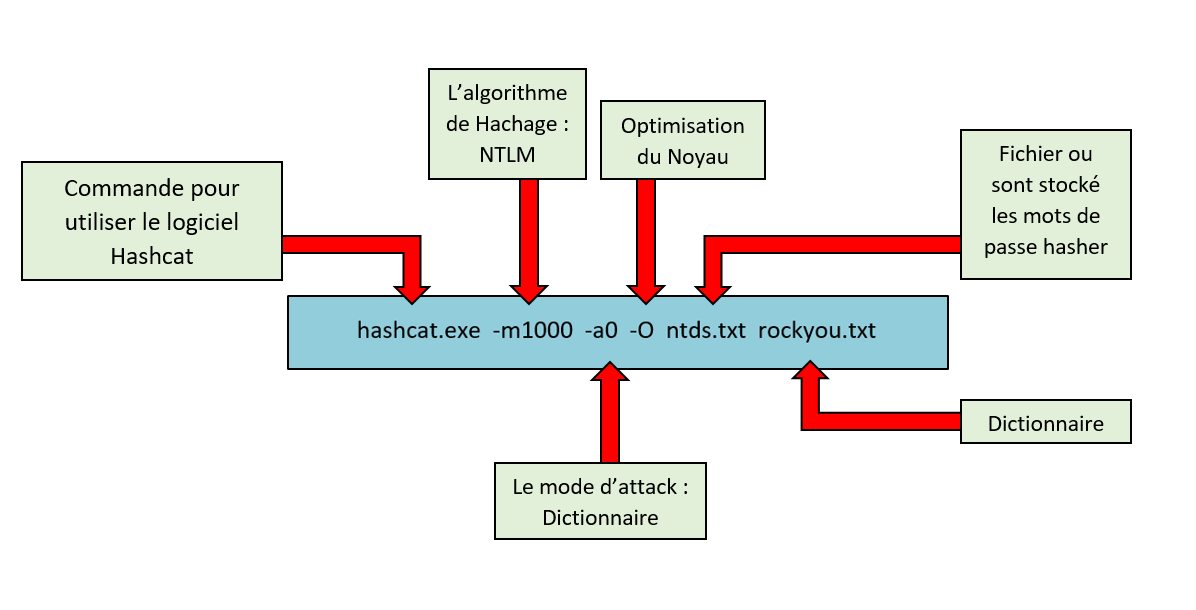 L’algorithme
de Hachage :
NTLM
Optimisation
du Noyau
Fichier ou
sont stocké
les mots de
passe hasher
Commande pour
utiliser le logiciel
Hashcat
hashcat.exe -m1000 -a0 -O ntds.txt rockyou.txt
Dictionnaire
Le mode d’attack :
Dictionnaire